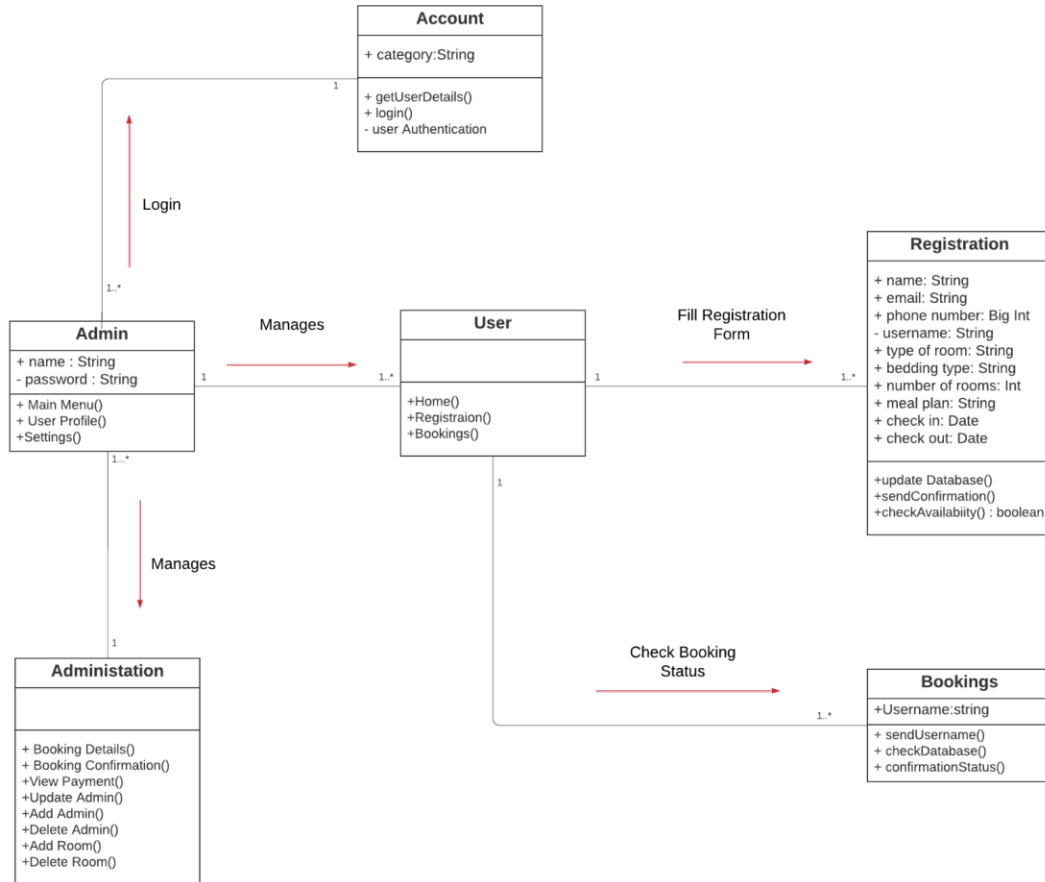 Account
+ category:String
+ getUserDetails()
+ login()
- user Authentication
1
Login
1..*
Admin
+ name : String
- password : String
+ Main Menu()
+ User Profile()
+Settings()
1
Manages
1..*
User
+Home()
+Registraion()
+Bookings()
1
Fill Registration
Form
1..*
Registration
+ name: String
+ email: String
+ phone number: Big Int
- username: String
+ type of room: String
+ bedding type: String
+ number of rooms: Int
+ meal plan: String
+ check in: Date
+ check out: Date
+update Database()
+sendConfirmation()
+checkAvailabiity() : boolean
1...*
Manages
1
Administation
+ Booking Details()
+ Booking Confirmation()
+View Payment()
+Update Admin()
+Add Admin()
+Delete Admin()
+Add Room()
+Delete Room()
1
Check Booking
Status
1..*
Bookings
+Username:string
+ sendUsername()
+ checkDatabase()
+ confirmationStatus()